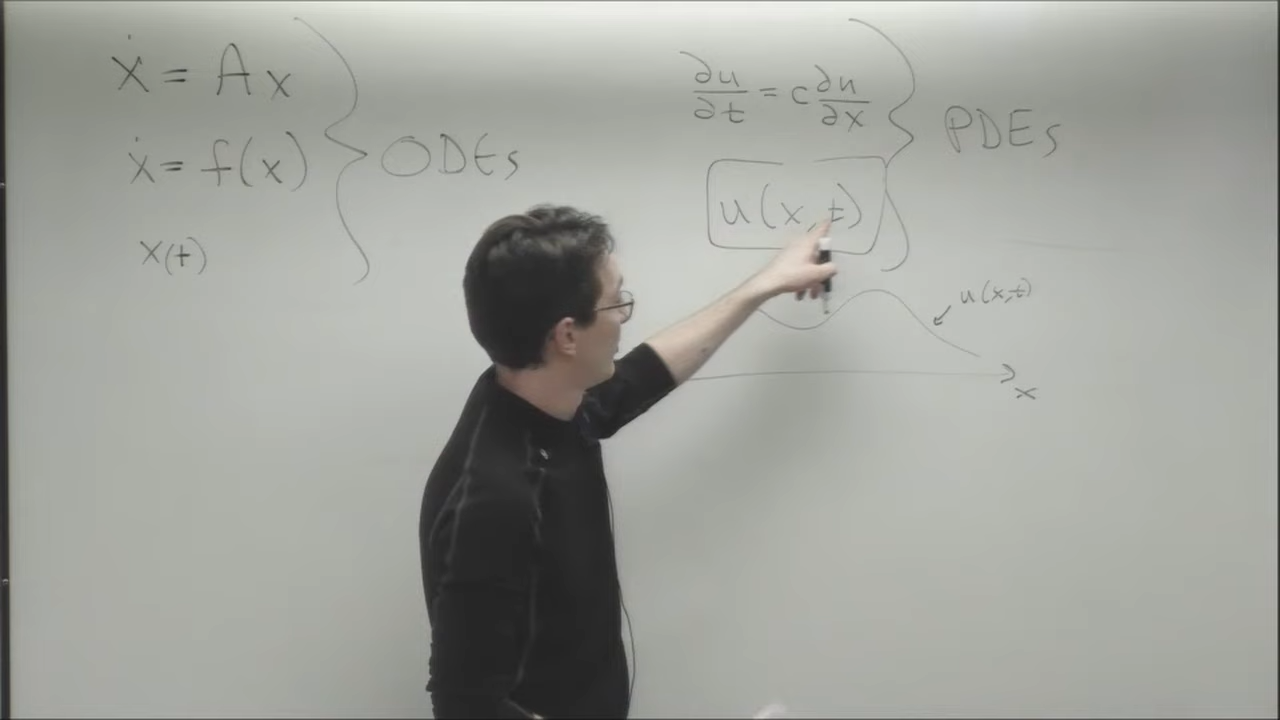 ẋ = Ax
ẋ = f(x)
x(t)
ODEs
∂u/∂t = c ∂u/∂x
u(x,t)
PDEs
u(x,t)
x